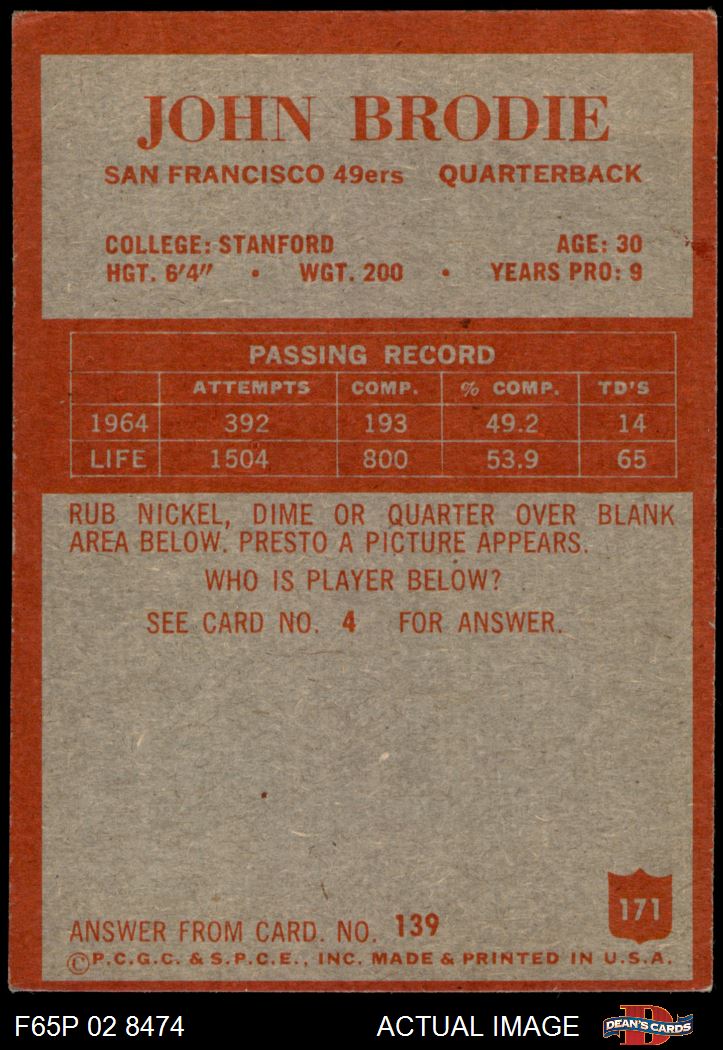 JOHN BRODIE
SAN FRANCISCO 49ers QUARTERBACK
COLLEGE: STANFORD AGE: 30
HGT. 6'4" • WGT. 200 • YEARS PRO: 9
PASSING RECORD
ATTEMPTS COMP. % COMP. TD'S
1964 392 193 49.2 14
LIFE 1504 800 53.9 65
RUB NICKEL, DIME OR QUARTER OVER BLANK
AREA BELOW. PRESTO A PICTURE APPEARS.
WHO IS PLAYER BELOW?
SEE CARD NO. 4 FOR ANSWER.
171
ANSWER FROM CARD. NO. 139
©P.C.G.C. & S.P.C.E., INC. MADE & PRINTED IN U.S.A.
F65P 02 8474 ACTUAL IMAGE D DEAN'S CARDS